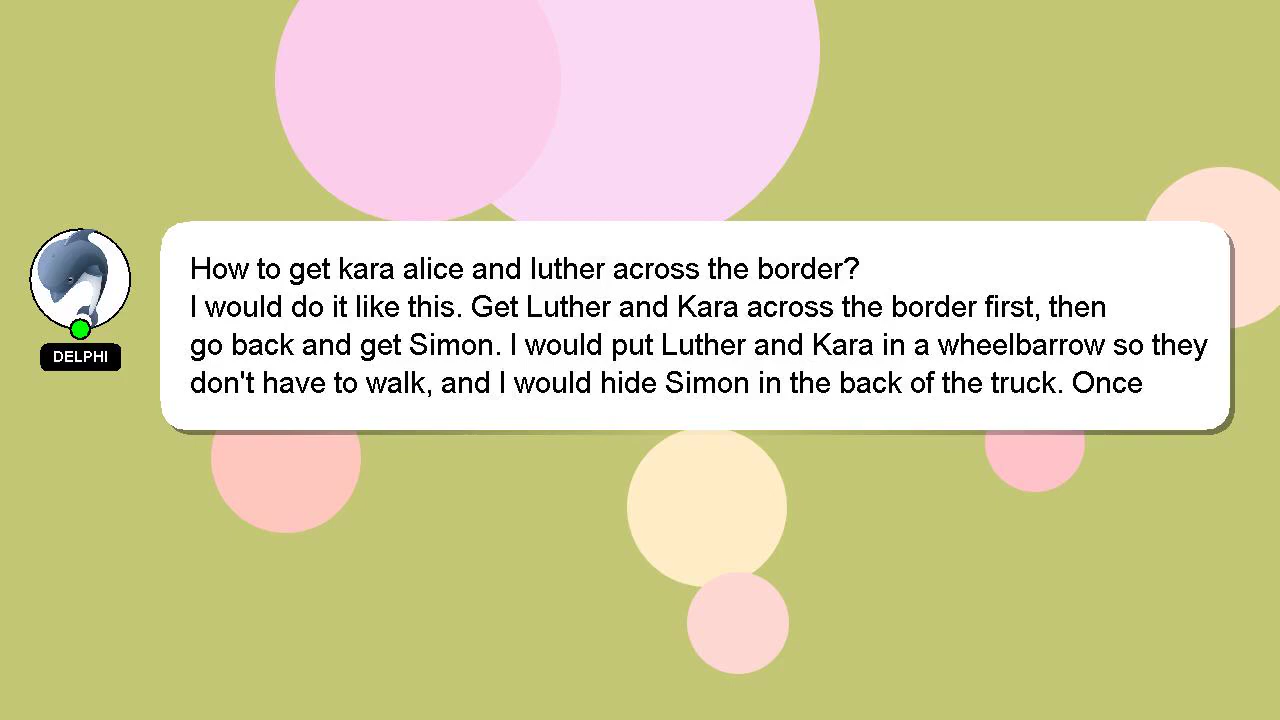 How to get kara alice and luther across the border?
I would do it like this. Get Luther and Kara across the border first, then
go back and get Simon. I would put Luther and Kara in a wheelbarrow so they
don't have to walk, and I would hide Simon in the back of the truck. Once
DELPHI